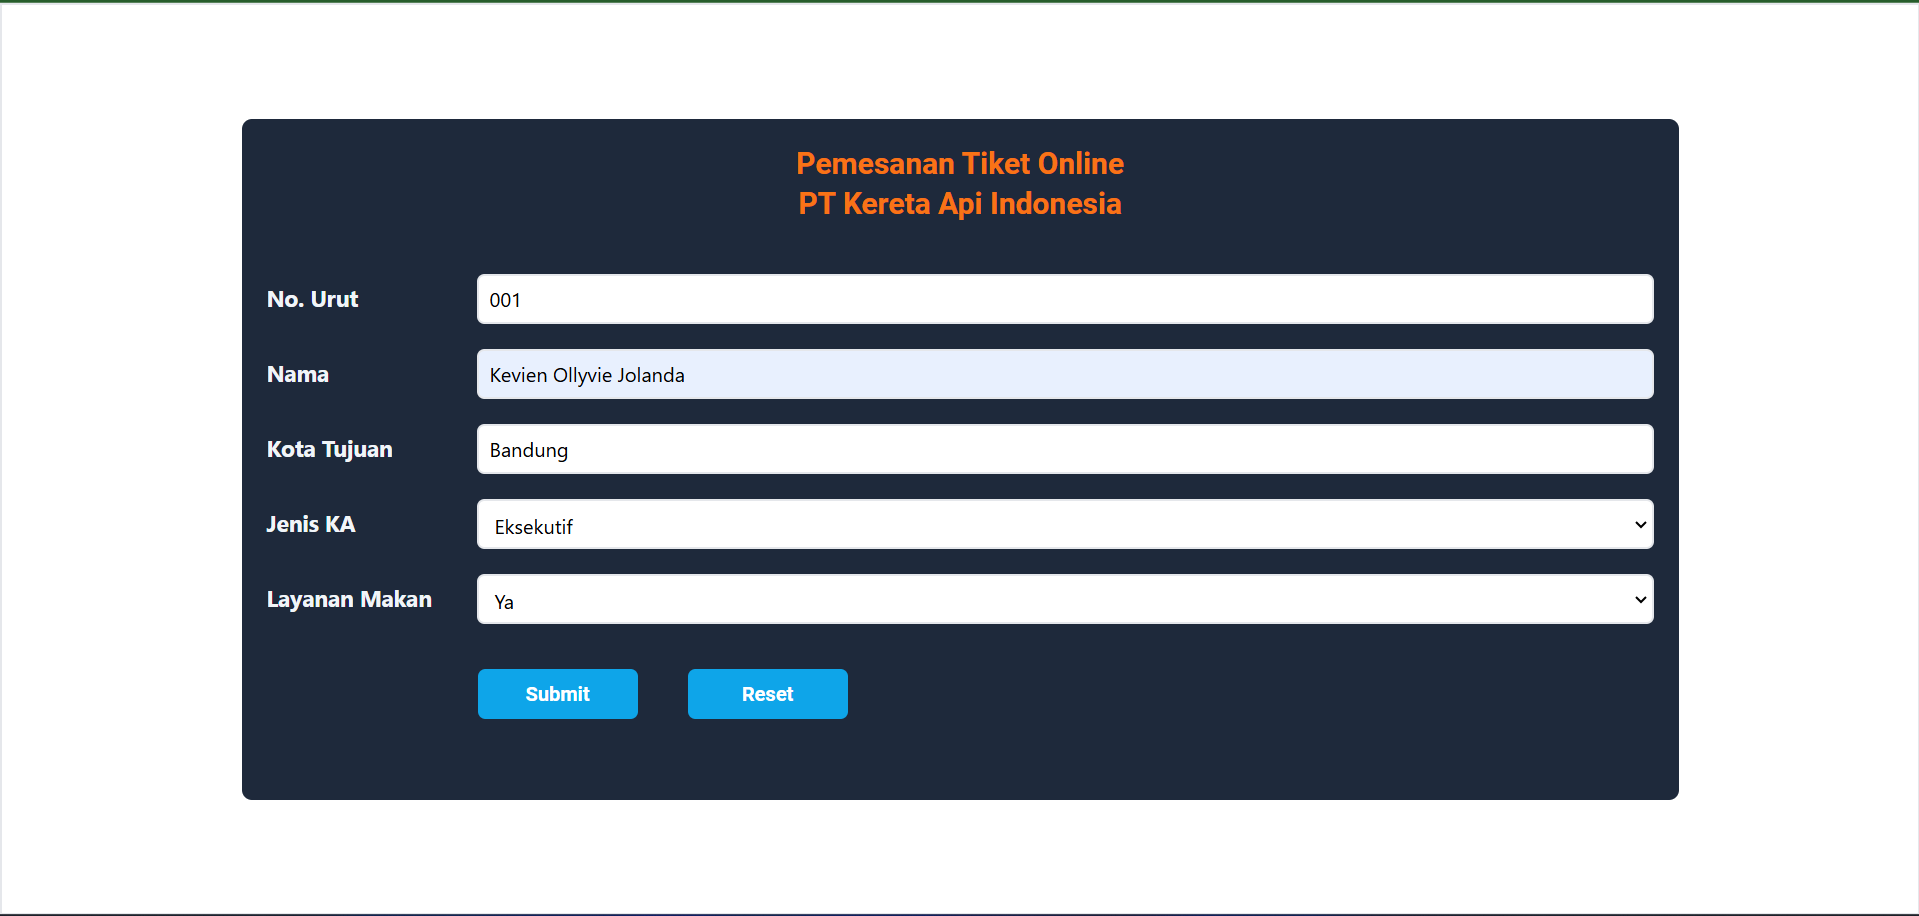 Pemesanan Tiket Online
PT Kereta Api Indonesia
No. Urut 001
Nama Kevien Ollyvie Jolanda
Kota Tujuan Bandung
Jenis KA Eksekutif
Layanan Makan Ya
Submit Reset